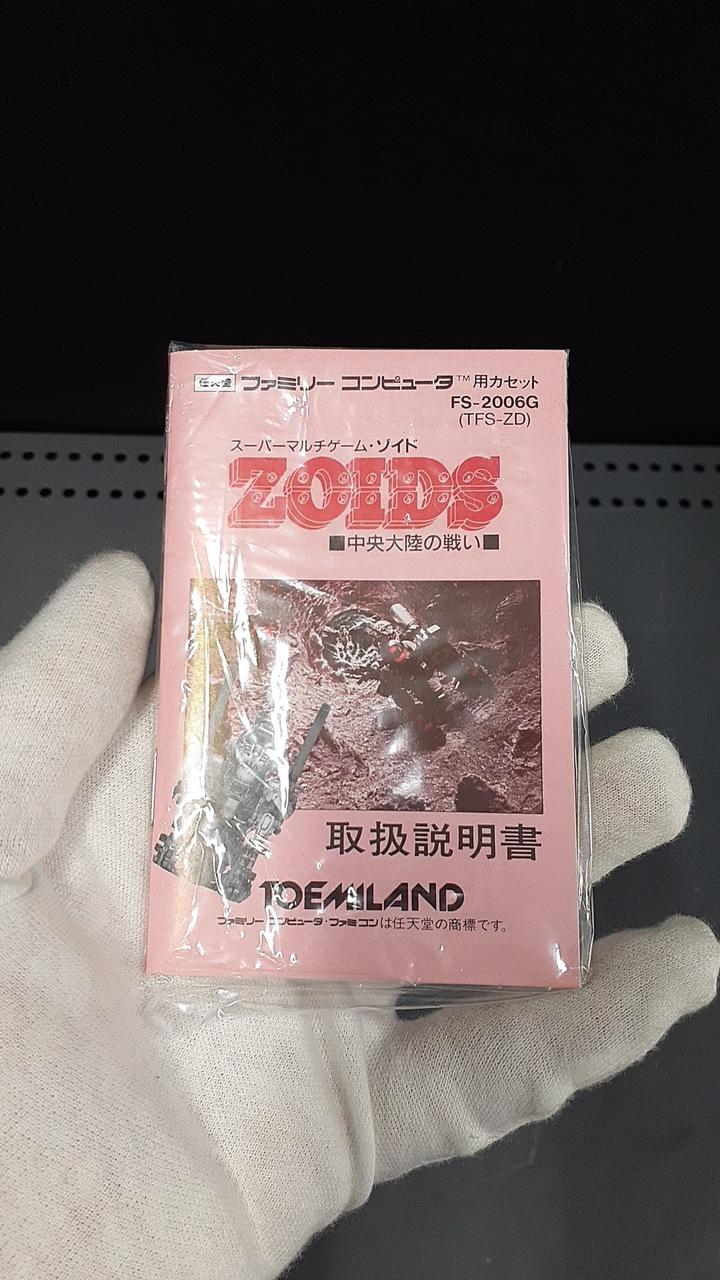 任天堂 ファミリー コンピュータ™用カセット
FS-2006G
(TFS-ZD)
スーパーマルチゲーム・ゾイド
ZOIDS
■中央大陸の戦い■
取扱説明書
TOEMILAND
ファミリー コンピュータ・ファミコンは任天堂の商標です。